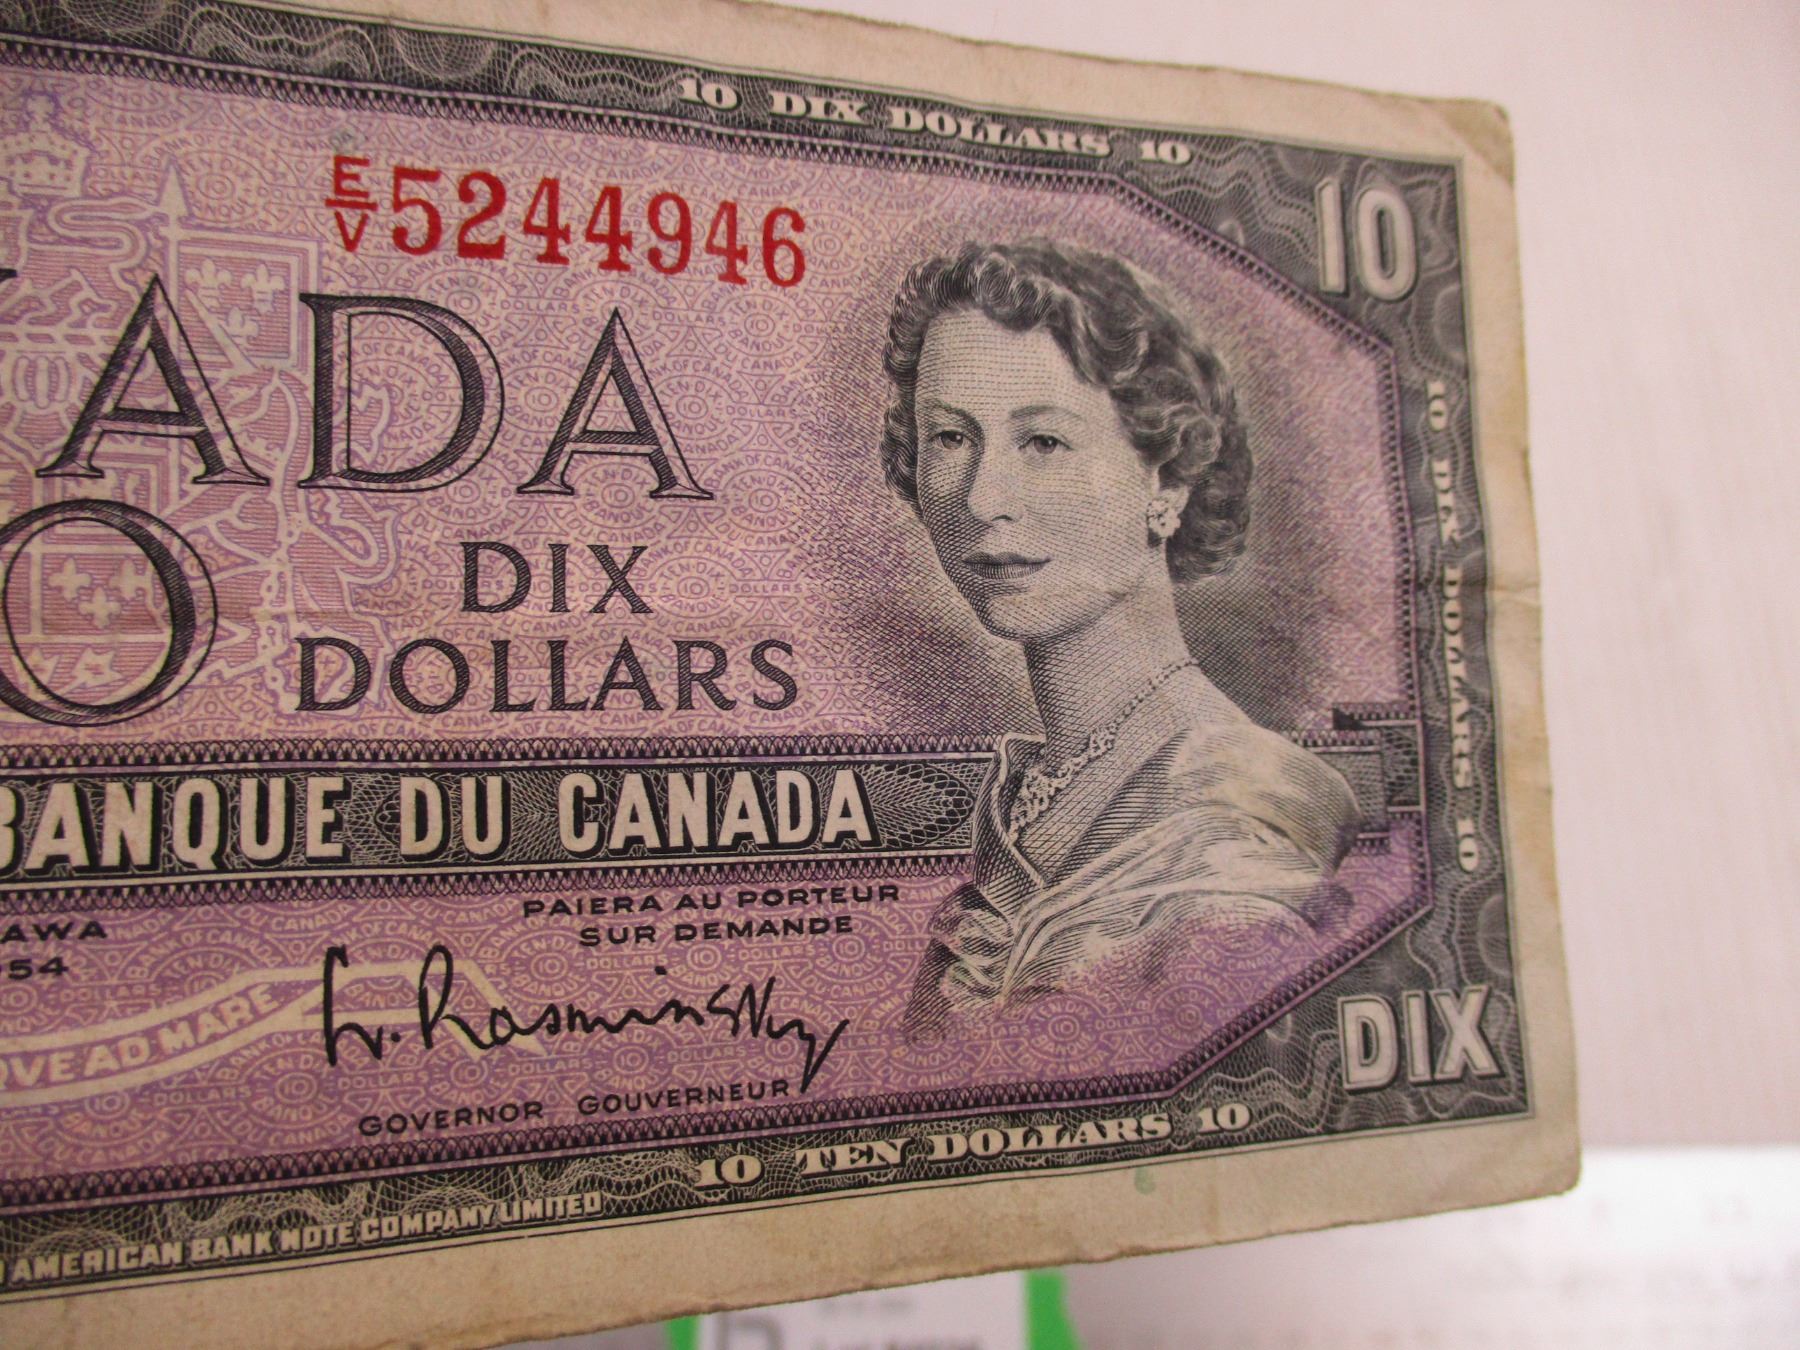 10 DIX DOLLARS 10
10
E/V 5244946
ADA
O
DIX
DOLLARS
10 DIX DOLLARS 10
BANQUE DU CANADA
PAIERA AU PORTEUR
SUR DEMANDE
AWA
54
L. Rasminsky
VE AD MARE
GOVERNOR GOUVERNEUR
DIX
10 TEN DOLLARS 10
AMERICAN BANK NOTE COMPANY LIMITED